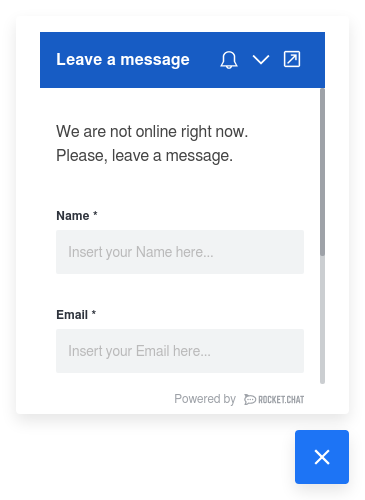 Leave a message
We are not online right now.
Please, leave a message.
Name *
Insert your Name here...
Email *
Insert your Email here...
Powered by ROCKET.CHAT